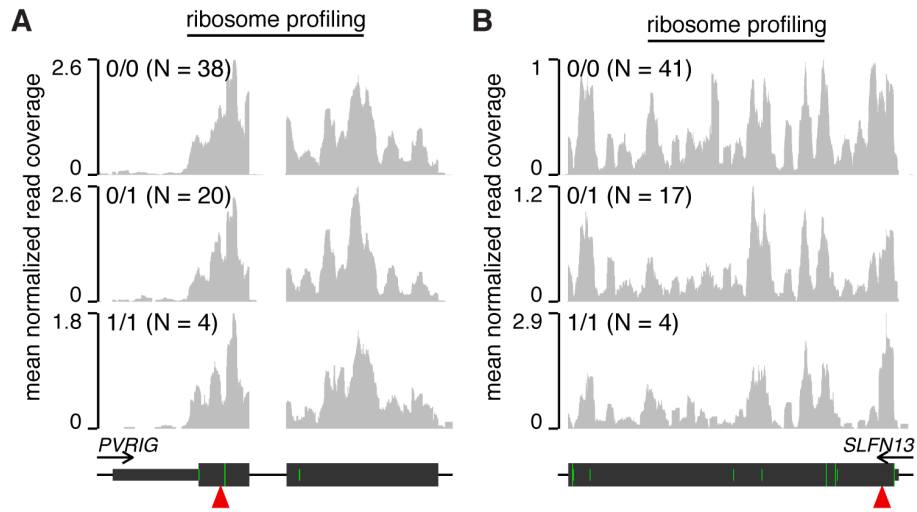 A
ribosome profiling
mean normalized read coverage
2.6
0/0 (N = 38)
0
2.6
0/1 (N = 20)
0
1.8
1/1 (N = 4)
0
PVRIG
B
ribosome profiling
mean normalized read coverage
1
0/0 (N = 41)
0
1.2
0/1 (N = 17)
0
2.9
1/1 (N = 4)
0
SLFN13